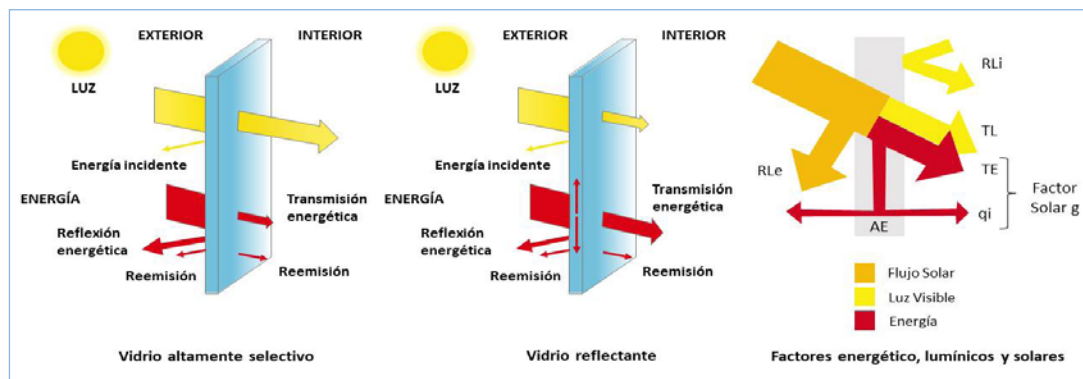 EXTERIOR
INTERIOR
LUZ
Energía incidente
ENERGÍA
Transmisión
energética
Reflexión
energética
Reemisión
Reemisión
Vidrio altamente selectivo
EXTERIOR
INTERIOR
LUZ
Energía incidente
ENERGÍA
Transmisión
energética
Reflexión
energética
Reemisión
Reemisión
Vidrio reflectante
RLi
TL
RLe
TE
Factor
Solar g
qi
AE
Flujo Solar
Luz Visible
Energía
Factores energético, lumínicos y solares